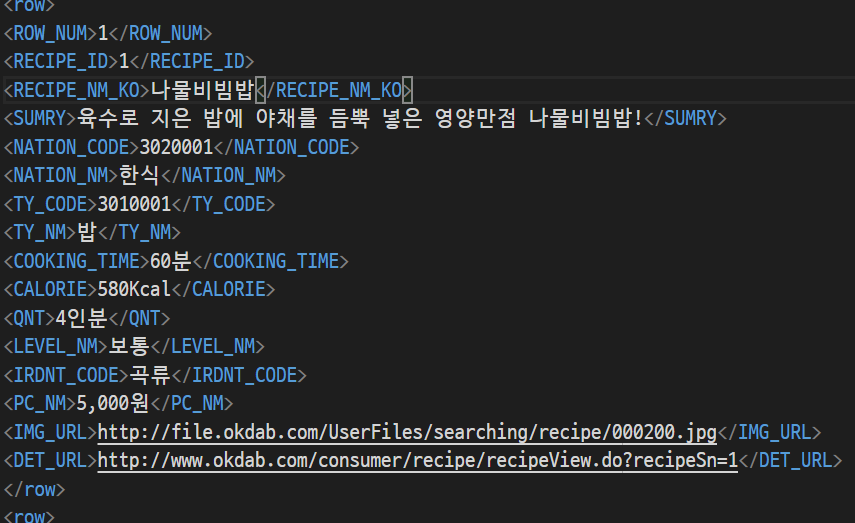 <row>
<ROW_NUM>1</ROW_NUM>
<RECIPE_ID>1</RECIPE_ID>
<RECIPE_NM_KO>나물비빔밥</RECIPE_NM_KO>
<SUMRY>육수로 지은 밥에 야채를 듬뿍 넣은 영양만점 나물비빔밥!</SUMRY>
<NATION_CODE>3020001</NATION_CODE>
<NATION_NM>한식</NATION_NM>
<TY_CODE>3010001</TY_CODE>
<TY_NM>밥</TY_NM>
<COOKING_TIME>60분</COOKING_TIME>
<CALORIE>580Kcal</CALORIE>
<QNT>4인분</QNT>
<LEVEL_NM>보통</LEVEL_NM>
<IRDNT_CODE>곡류</IRDNT_CODE>
<PC_NM>5,000원</PC_NM>
<IMG_URL>http://file.okdab.com/UserFiles/searching/recipe/000200.jpg</IMG_URL>
<DET_URL>http://www.okdab.com/consumer/recipe/recipeView.do?recipeSn=1</DET_URL>
</row>
<row>